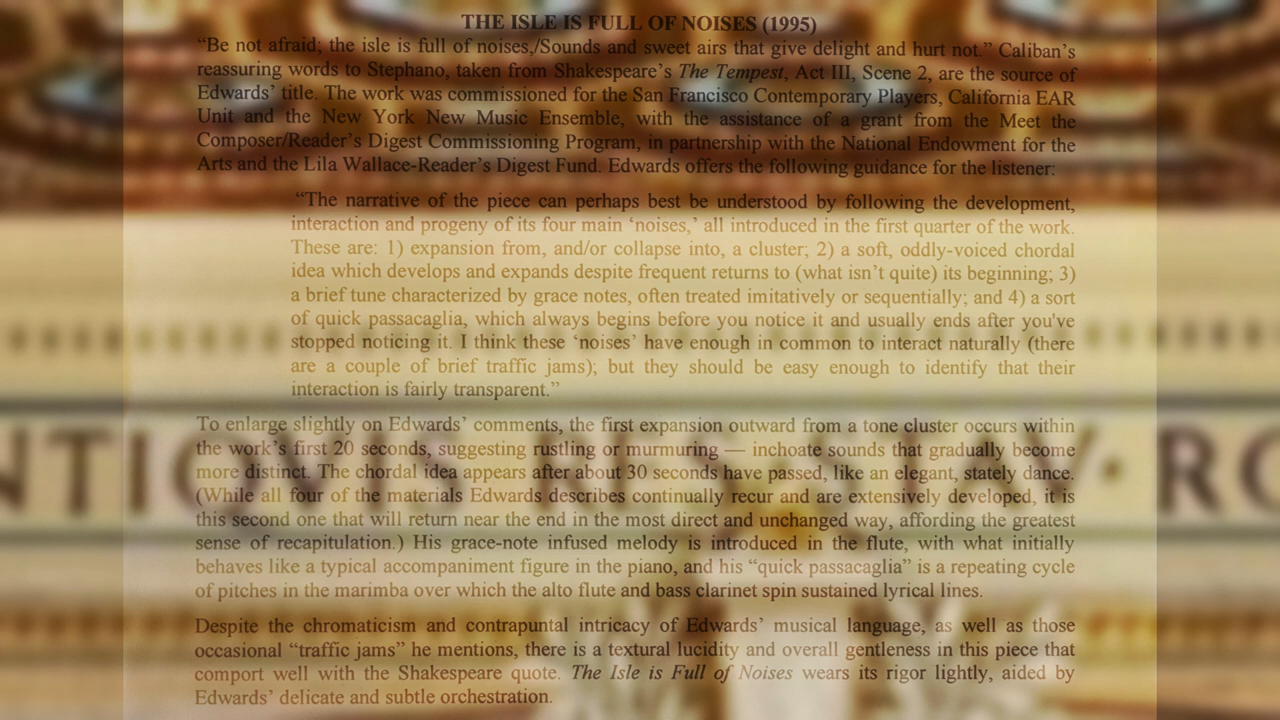 THE ISLE IS FULL OF NOISES (1995)
“Be not afraid; the isle is full of noises,/Sounds and sweet airs that give delight and hurt not.” Caliban’s
reassuring words to Stephano, taken from Shakespeare’s The Tempest, Act III, Scene 2, are the source of
Edwards’ title. The work was commissioned for the San Francisco Contemporary Players, California EAR
Unit and the New York New Music Ensemble, with the assistance of a grant from the Meet the
Composer/Reader’s Digest Commissioning Program, in partnership with the National Endowment for the
Arts and the Lila Wallace-Reader’s Digest Fund. Edwards offers the following guidance for the listener:
“The narrative of the piece can perhaps best be understood by following the development,
interaction and progeny of its four main ‘noises,’ all introduced in the first quarter of the work.
These are: 1) expansion from, and/or collapse into, a cluster; 2) a soft, oddly-voiced chordal
idea which develops and expands despite frequent returns to (what isn’t quite) its beginning; 3)
a brief tune characterized by grace notes, often treated imitatively or sequentially; and 4) a sort
of quick passacaglia, which always begins before you notice it and usually ends after you've
stopped noticing it. I think these ‘noises’ have enough in common to interact naturally (there
are a couple of brief traffic jams); but they should be easy enough to identify that their
interaction is fairly transparent.”
To enlarge slightly on Edwards’ comments, the first expansion outward from a tone cluster occurs within
the work’s first 20 seconds, suggesting rustling or murmuring — inchoate sounds that gradually become
more distinct. The chordal idea appears after about 30 seconds have passed, like an elegant, stately dance.
(While all four of the materials Edwards describes continually recur and are extensively developed, it is
this second one that will return near the end in the most direct and unchanged way, affording the greatest
sense of recapitulation.) His grace-note infused melody is introduced in the flute, with what initially
behaves like a typical accompaniment figure in the piano, and his “quick passacaglia” is a repeating cycle
of pitches in the marimba over which the alto flute and bass clarinet spin sustained lyrical lines.
Despite the chromaticism and contrapuntal intricacy of Edwards’ musical language, as well as those
occasional “traffic jams” he mentions, there is a textural lucidity and overall gentleness in this piece that
comport well with the Shakespeare quote. The Isle is Full of Noises wears its rigor lightly, aided by
Edwards’ delicate and subtle orchestration.